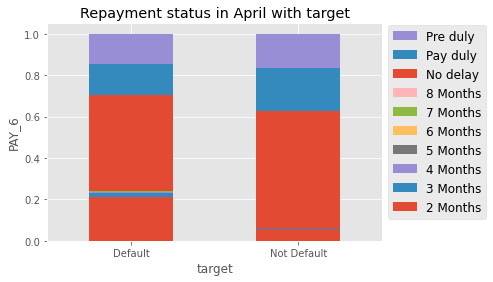 Repayment status in April with target
1.0
0.8
0.6
0.4
0.2
0.0
PAY_6
Default
Not Default
target
Pre duly
Pay duly
No delay
8 Months
7 Months
6 Months
5 Months
4 Months
3 Months
2 Months